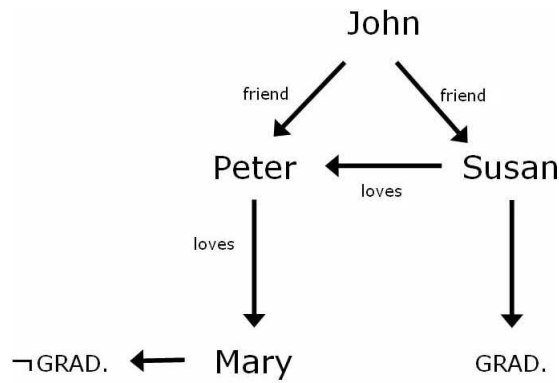 John
friend
friend
Peter
Susan
loves
loves
¬GRAD.
Mary
GRAD.